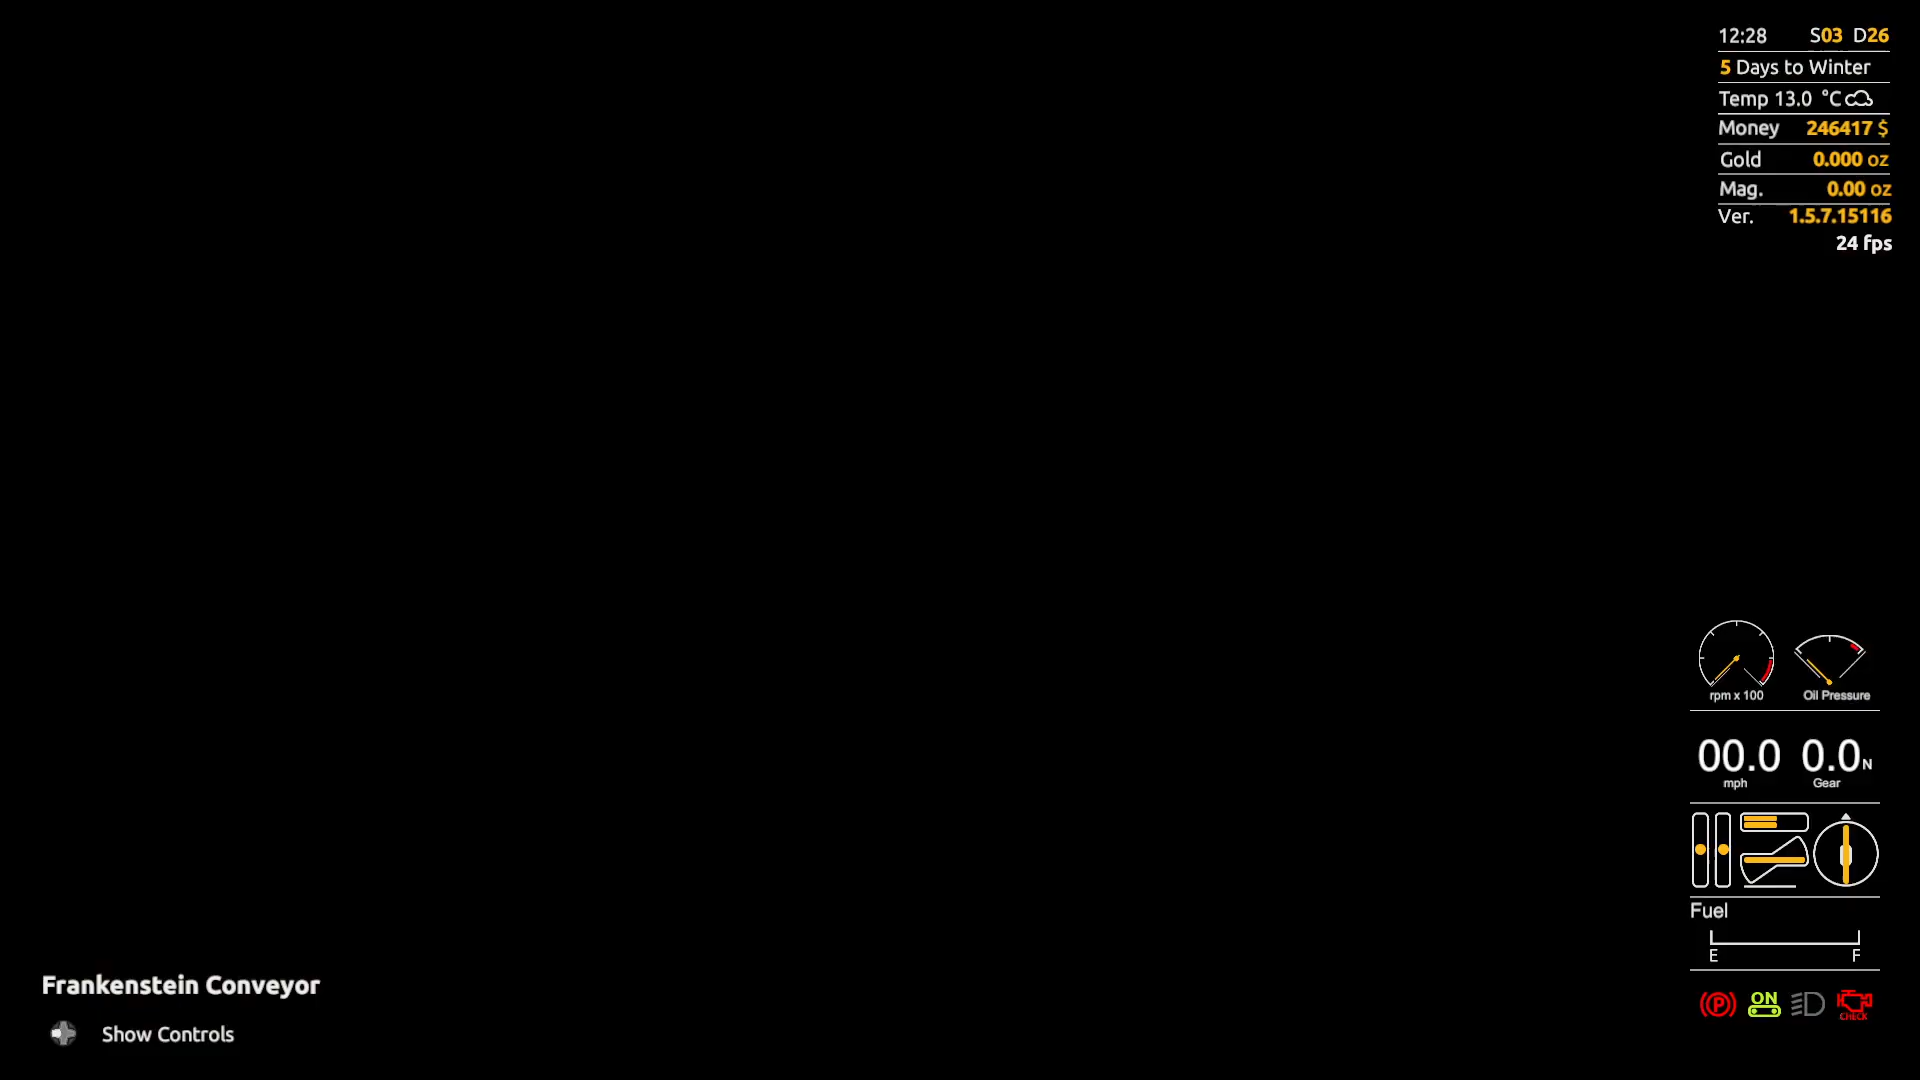 12:28 S03 D26
5 Days to Winter
Temp 13.0 °C
Money 246417 $
Gold 0.000 oz
Mag. 0.00 oz
Ver. 1.5.7.15116
24 fps
rpm x 100 Oil Pressure
00.0 0.0 N
mph Gear
Fuel
E F
P ON CHECK
Frankenstein Conveyor
Show Controls